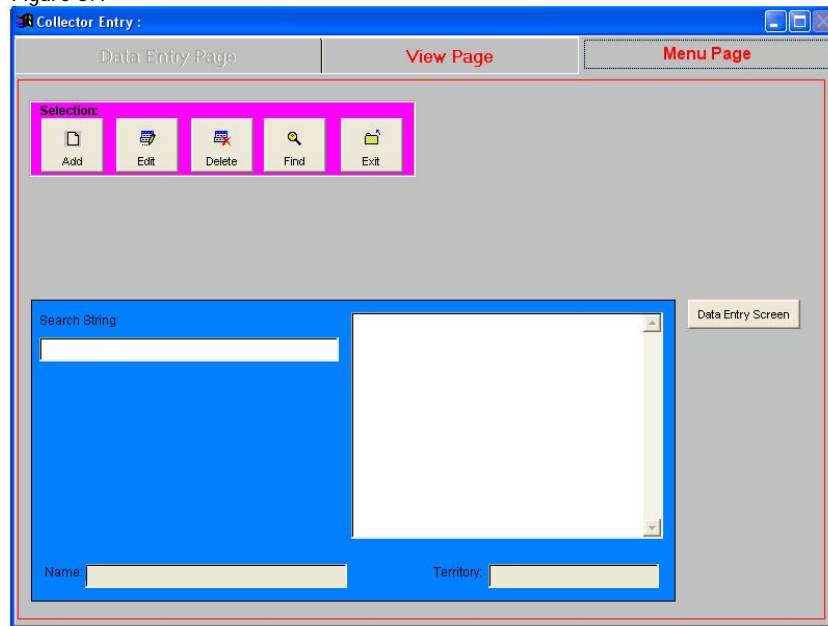 Collector Entry :
Data Entry Page View Page Menu Page
Selection:
Add Edit Delete Find Exit
Search String
Data Entry Screen
Name: Territory: